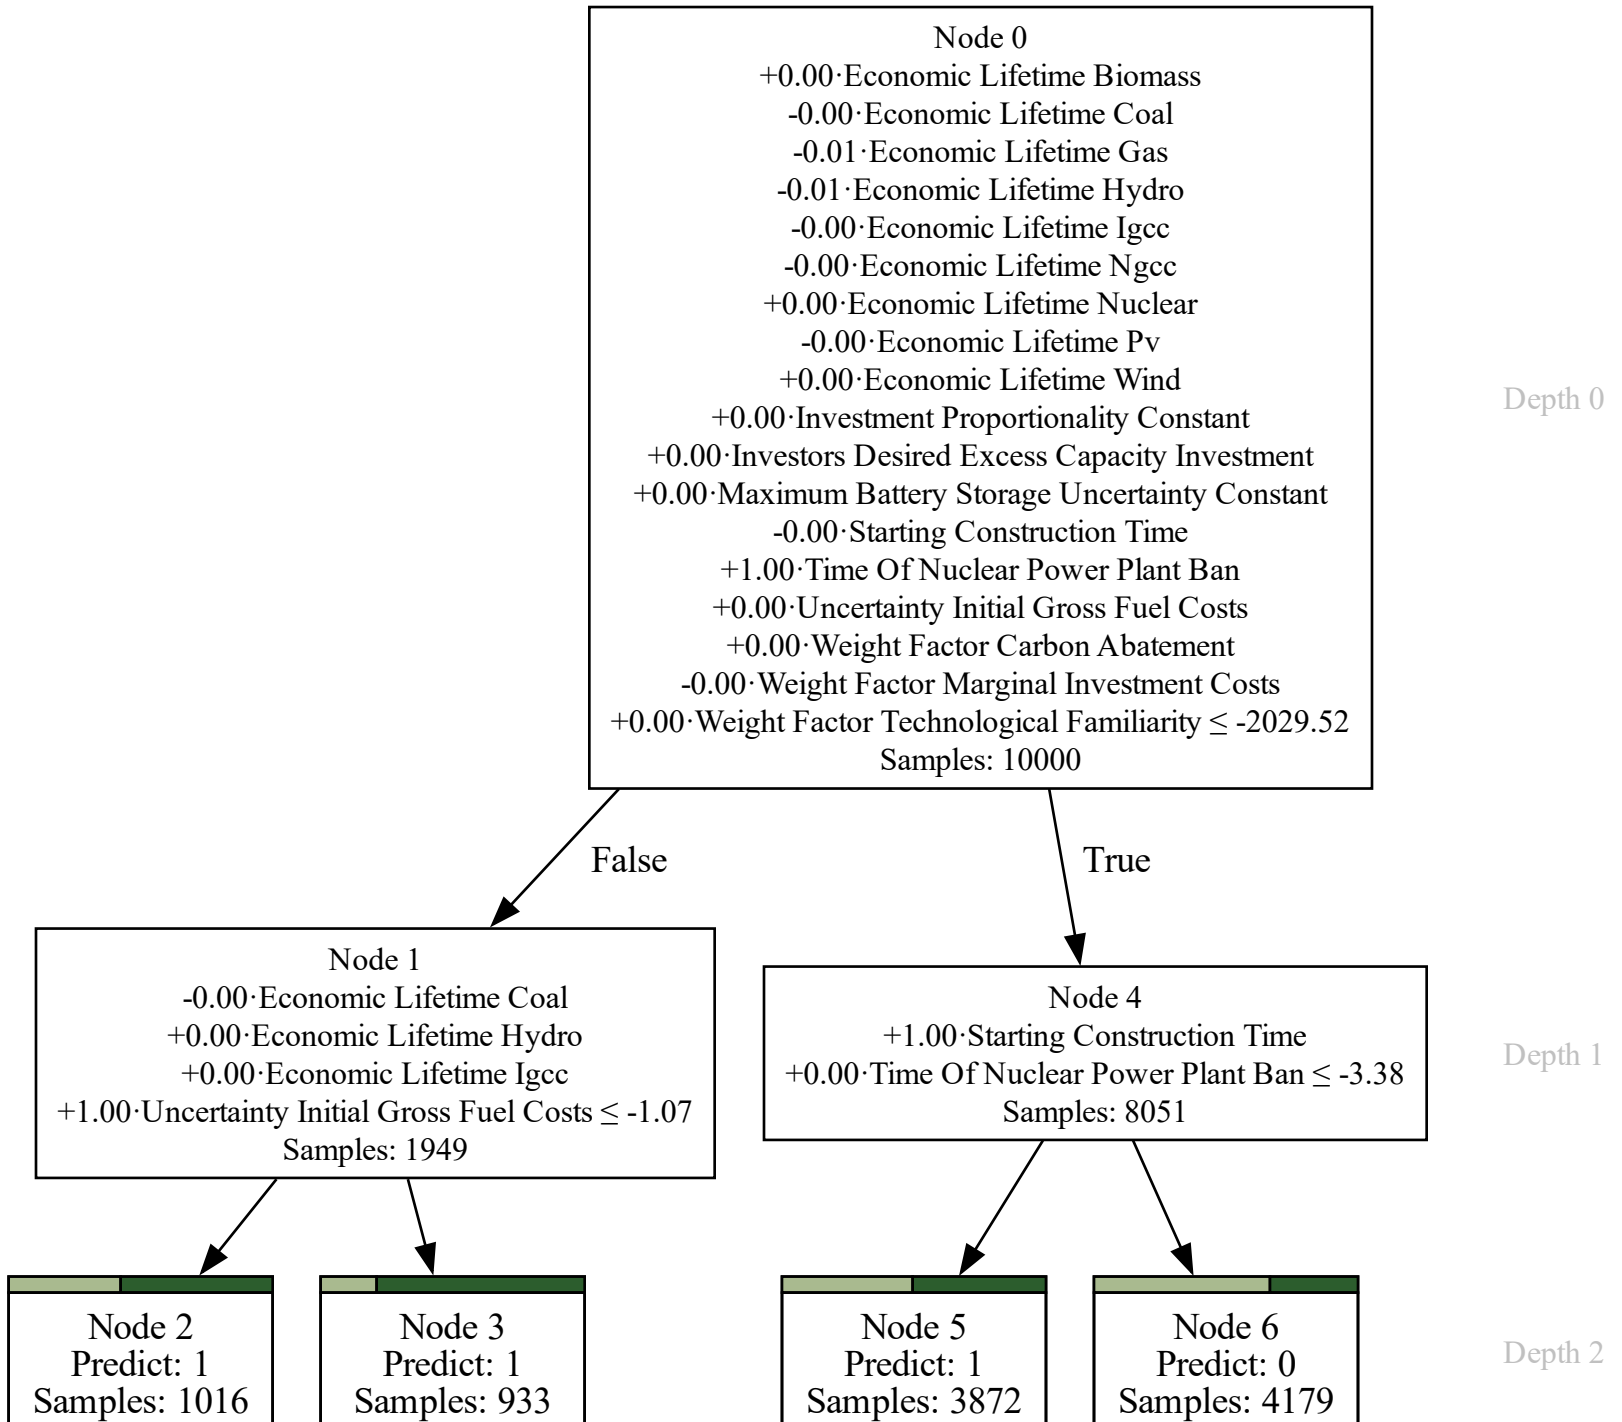 Node 0
+0.00·Economic Lifetime Biomass
-0.00·Economic Lifetime Coal
-0.01·Economic Lifetime Gas
-0.01·Economic Lifetime Hydro
-0.00·Economic Lifetime Igcc
-0.00·Economic Lifetime Ngcc
+0.00·Economic Lifetime Nuclear
-0.00·Economic Lifetime Pv
+0.00·Economic Lifetime Wind
+0.00·Investment Proportionality Constant
+0.00·Investors Desired Excess Capacity Investment
+0.00·Maximum Battery Storage Uncertainty Constant
-0.00·Starting Construction Time
+1.00·Time Of Nuclear Power Plant Ban
+0.00·Uncertainty Initial Gross Fuel Costs
+0.00·Weight Factor Carbon Abatement
-0.00·Weight Factor Marginal Investment Costs
+0.00·Weight Factor Technological Familiarity ≤ -2029.52
Samples: 10000
Depth 0
False
True
Node 1
-0.00·Economic Lifetime Coal
+0.00·Economic Lifetime Hydro
+0.00·Economic Lifetime Igcc
+1.00·Uncertainty Initial Gross Fuel Costs ≤ -1.07
Samples: 1949
Node 4
+1.00·Starting Construction Time
+0.00·Time Of Nuclear Power Plant Ban ≤ -3.38
Samples: 8051
Depth 1
Node 2
Predict: 1
Samples: 1016
Node 3
Predict: 1
Samples: 933
Node 5
Predict: 1
Samples: 3872
Node 6
Predict: 0
Samples: 4179
Depth 2